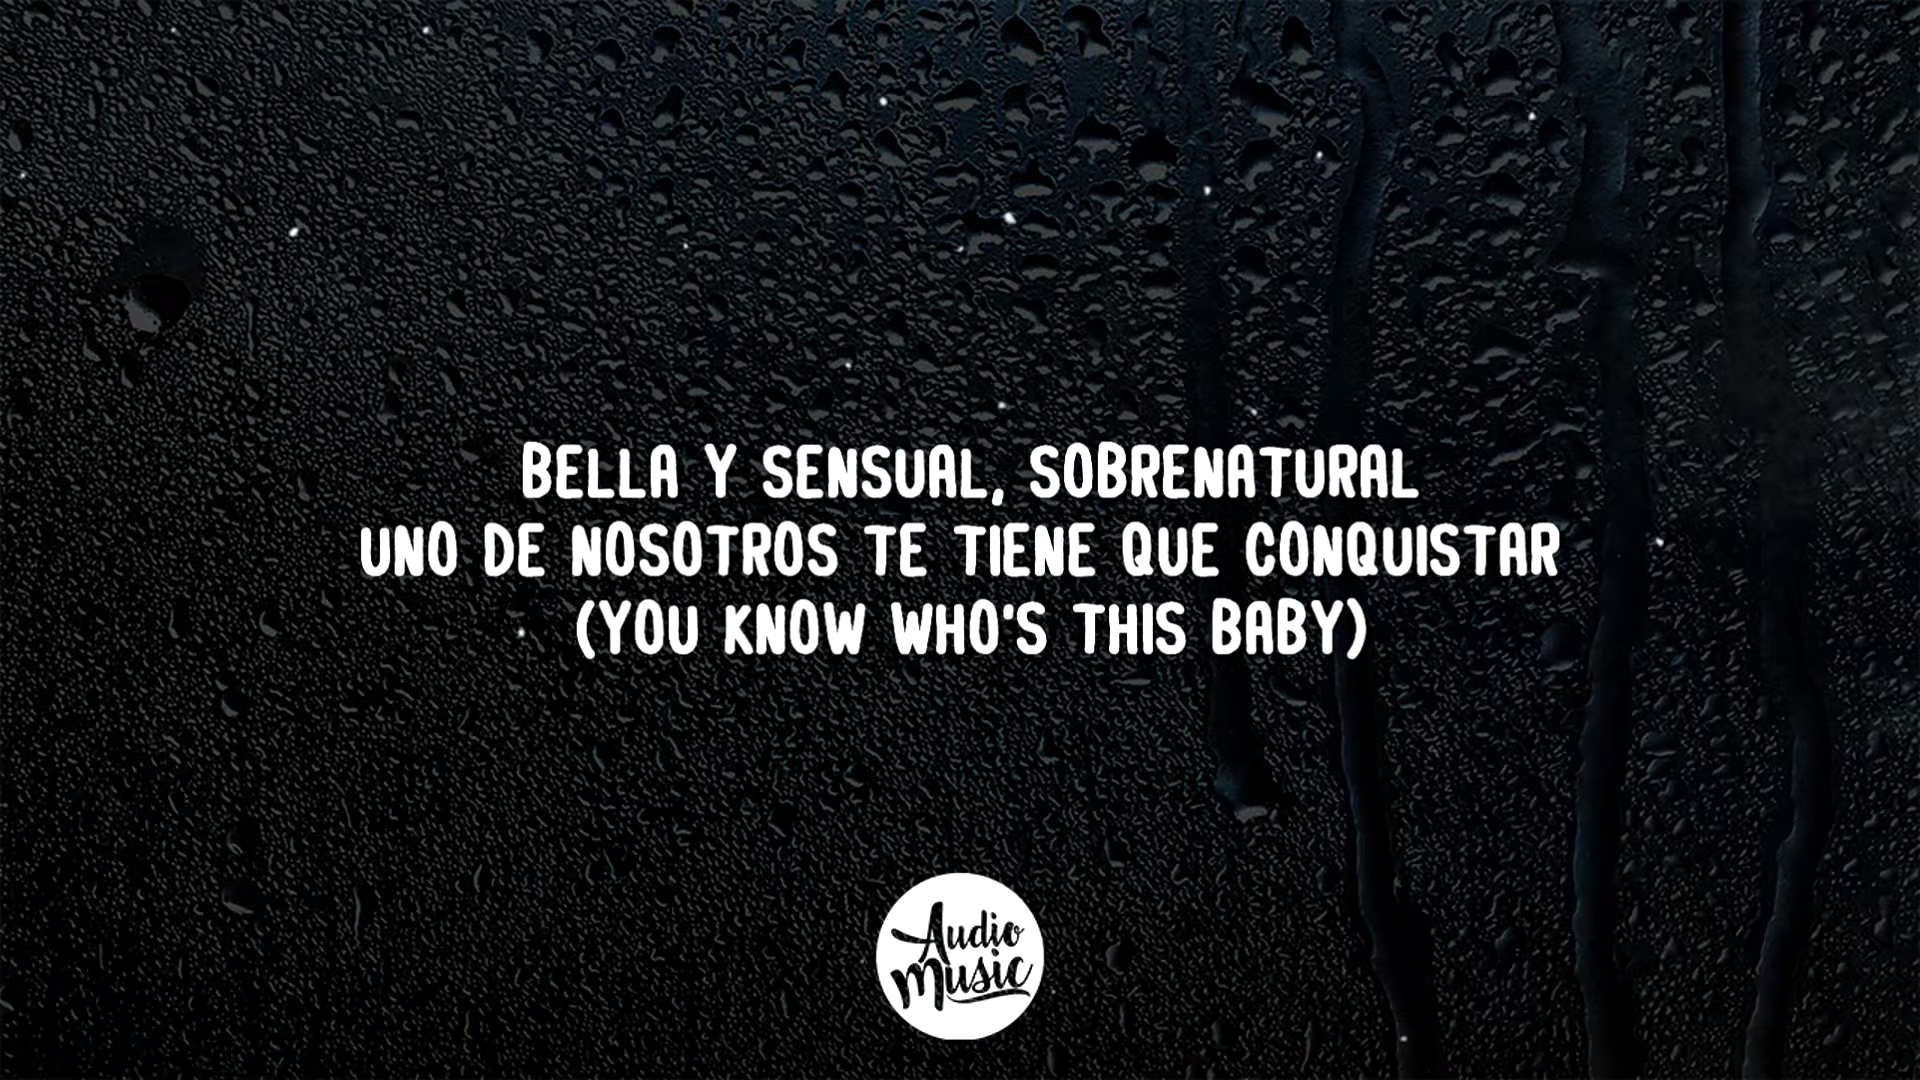 BELLA Y SENSUAL, SOBRENATURAL
UNO DE NOSOTROS TE TIENE QUE CONQUISTAR
(YOU KNOW WHO'S THIS BABY)
Audio
Music